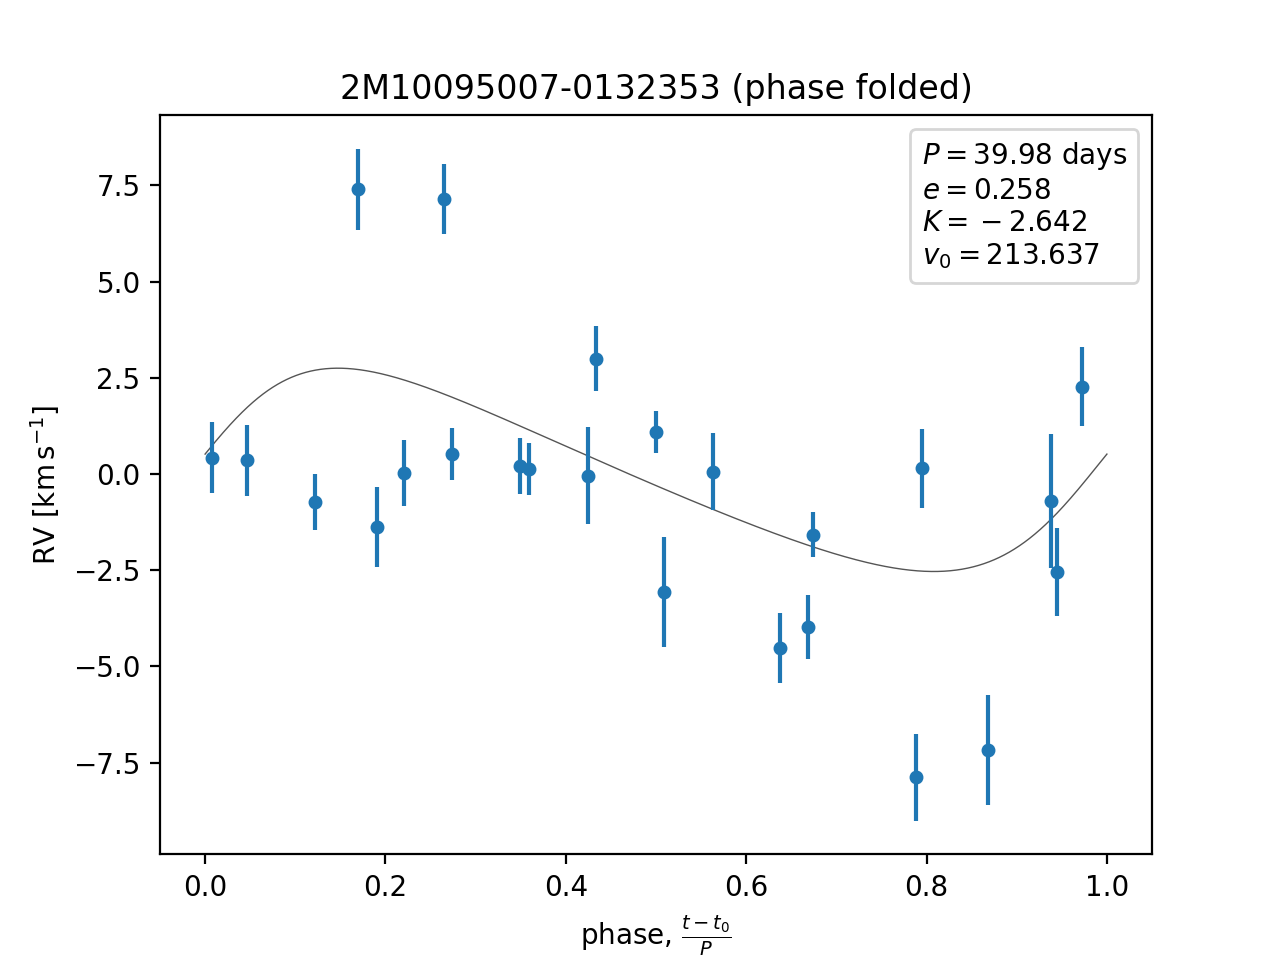 2M10095007-0132353 (phase folded)
P = 39.98 days
e = 0.258
K = −2.642
v₀ = 213.637
7.5
5.0
2.5
0.0
−2.5
−5.0
−7.5
RV [km s⁻¹]
0.0 0.2 0.4 0.6 0.8 1.0
phase, (t − t₀)/P